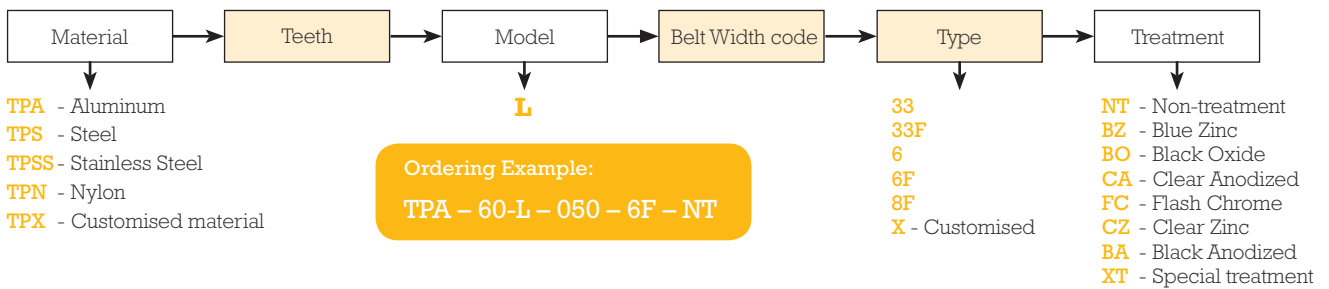 Material
Teeth
Model
Belt Width code
Type
Treatment
TPA - Aluminum
TPS - Steel
TPSS - Stainless Steel
TPN - Nylon
TPX - Customised material
L
Ordering Example:
TPA – 60-L – 050 – 6F – NT
33
33F
6
6F
8F
X - Customised
NT - Non-treatment
BZ - Blue Zinc
BO - Black Oxide
CA - Clear Anodized
FC - Flash Chrome
CZ - Clear Zinc
BA - Black Anodized
XT - Special treatment